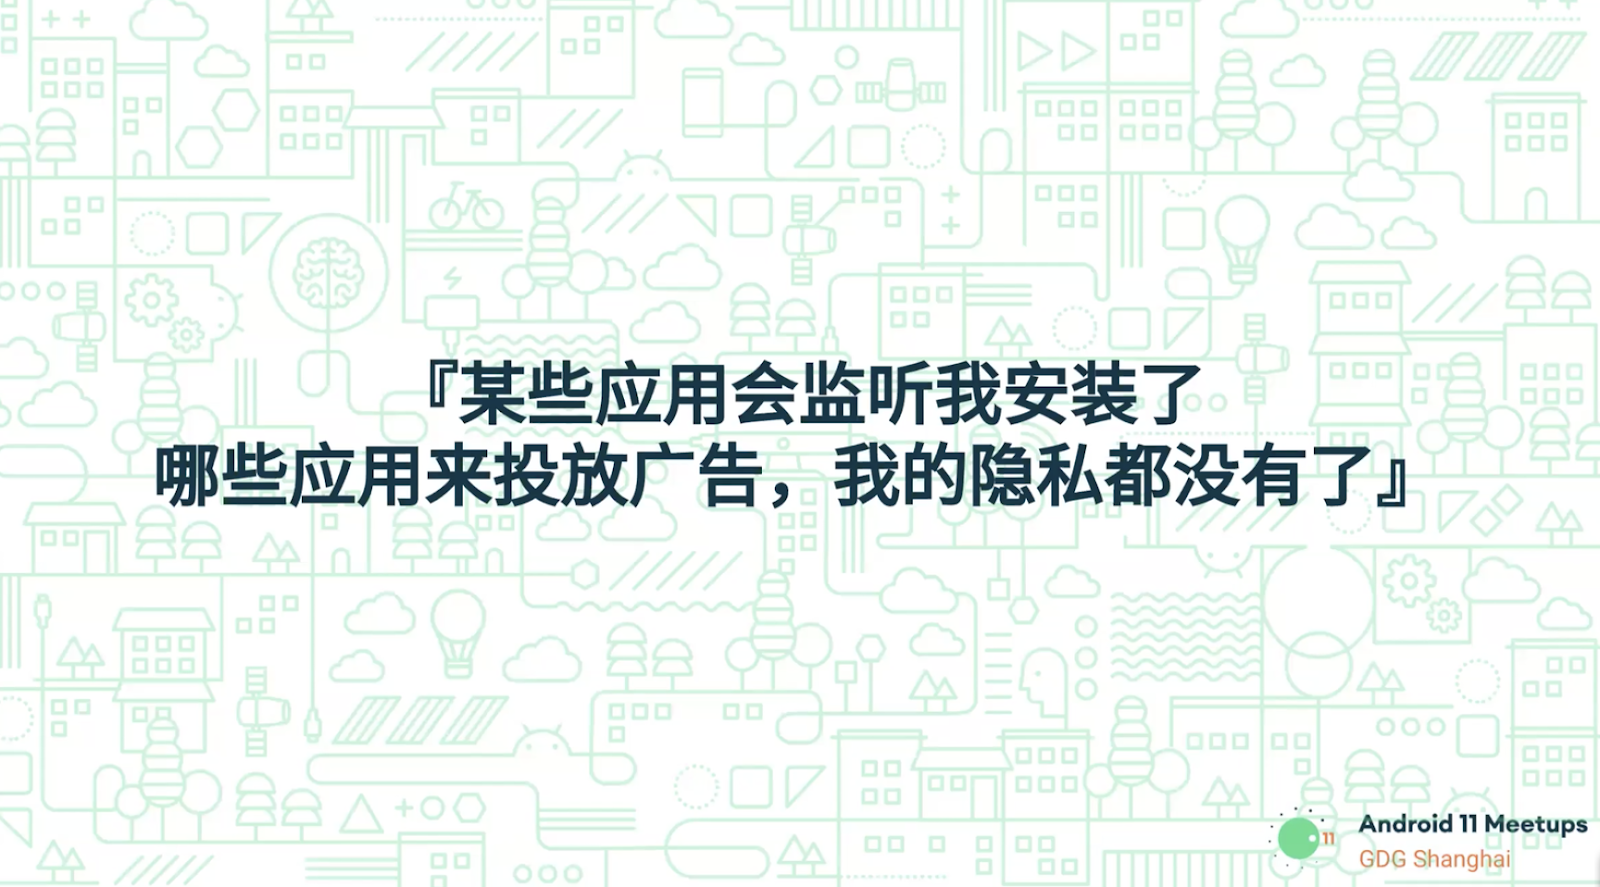 『某些应用会监听我安装了
哪些应用来投放广告，我的隐私都没有了』
11
Android 11 Meetups
GDG Shanghai